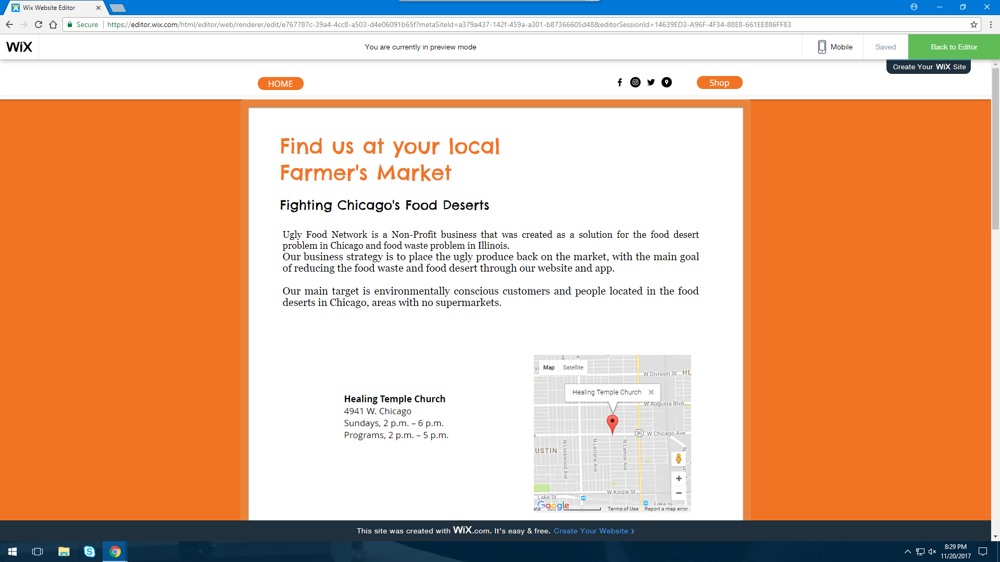 Wix Website Editor
Secure https://editor.wix.com/html/editor/web/renderer/edit/e767787c-39a4-4cc8-a503-d4e06091b65f?metaSiteId=a379a437-142f-459a-a301-b87366605d48&editorSessionId=14639ED3-A96F-4F34-88E8-661EE886FF83
WiX
You are currently in preview mode
Mobile
Saved
Back to Editor
Create Your WiX Site
HOME
Shop
Find us at your local
Farmer's Market
Fighting Chicago's Food Deserts
Ugly Food Network is a Non-Profit business that was created as a solution for the food desert
problem in Chicago and food waste problem in Illinois.
Our business strategy is to place the ugly produce back on the market, with the main goal
of reducing the food waste and food desert through our website and app.
Our main target is environmentally conscious customers and people located in the food
deserts in Chicago, areas with no supermarkets.
Healing Temple Church
4941 W. Chicago
Sundays, 2 p.m. – 6 p.m.
Programs, 2 p.m. – 5 p.m.
Map Satellite
W Division St HU
Healing Temple Church
W Augusta Blvd
50 W Chicago Ave
USTIN
N Lockwood Ave
N Leclaire Ave
N Lamon Ave
W Kinzie St
Lake St
Lake St
Google
Terms of Use Report a map error
This site was created with WiX.com. It's easy & free. Create Your Website >
8:29 PM
11/20/2017